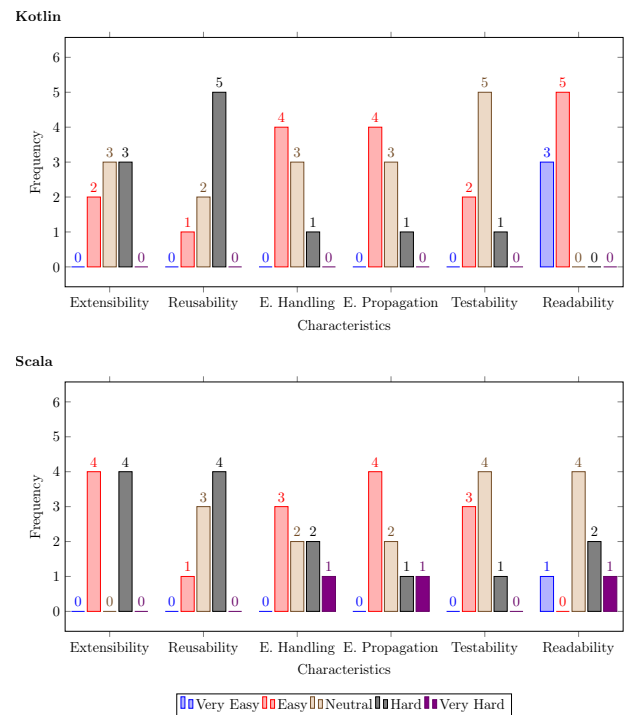 Kotlin
6
5
4
3
2
1
0
Frequency
0 2 3 3 0 0 1 2 5 0 0 4 3 1 0 0 4 3 1 0 0 2 5 1 0 3 5 0 0 0
Extensibility Reusability E. Handling E. Propagation Testability Readability
Characteristics
Scala
6
5
4
3
2
1
0
Frequency
0 4 0 4 0 0 1 3 4 0 0 3 2 2 1 0 4 2 1 1 0 3 4 1 0 1 0 4 2 1
Extensibility Reusability E. Handling E. Propagation Testability Readability
Characteristics
Very Easy Easy Neutral Hard Very Hard